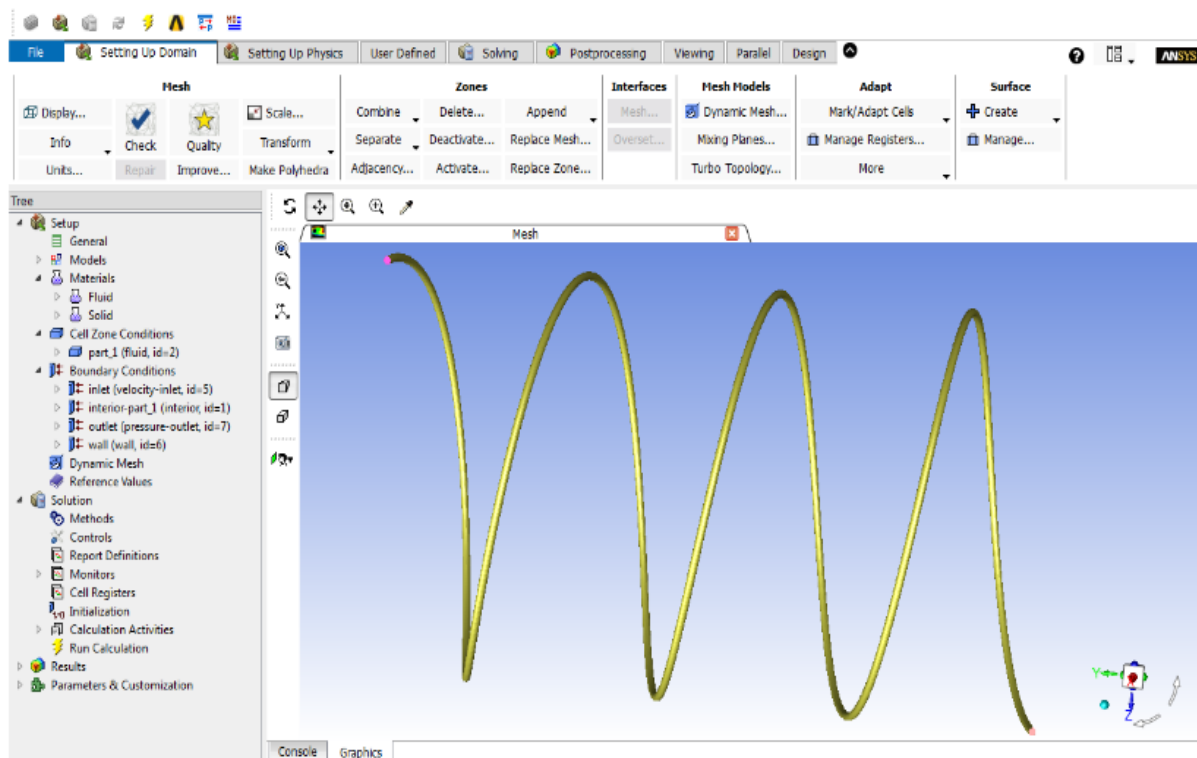 File Setting Up Domain Setting Up Physics User Defined Solving Postprocessing Viewing Parallel Design ANSYS
Mesh Zones Interfaces Mesh Models Adapt Surface
Display... Scale... Combine Delete... Append Mesh... Dynamic Mesh... Mark/Adapt Cells Create
Info Check Quality Transform Separate Deactivate... Replace Mesh... Overset... Mixing Planes... Manage Registers... Manage...
Units... Repair Improve... Make Polyhedra Adjacency... Activate... Replace Zone... Turbo Topology... More
Tree
Setup
General
Models
Materials
Fluid
Solid
Cell Zone Conditions
part_1 (fluid, id=2)
Boundary Conditions
inlet (velocity-inlet, id=5)
interior-part_1 (interior, id=1)
outlet (pressure-outlet, id=7)
wall (wall, id=6)
Dynamic Mesh
Reference Values
Solution
Methods
Controls
Report Definitions
Monitors
Cell Registers
Initialization
Calculation Activities
Run Calculation
Results
Parameters & Customization
Mesh
Y
Z
Console Graphics